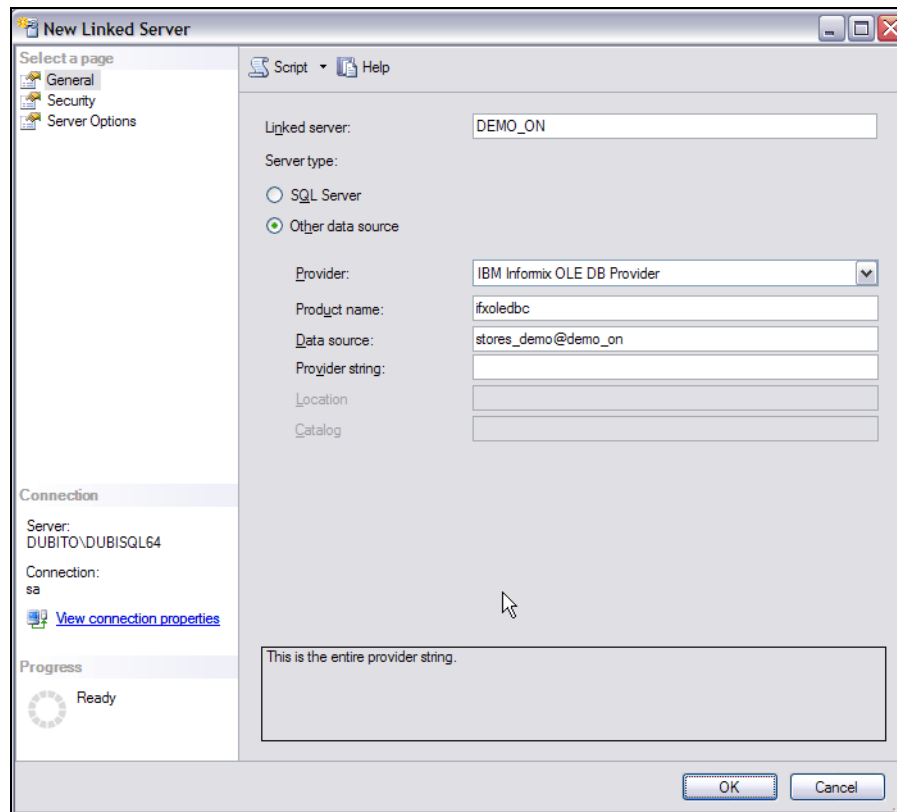 New Linked Server
Select a page
General
Security
Server Options
Script
Help
Linked server:
DEMO_ON
Server type:
SQL Server
Other data source
Provider:
IBM Informix OLE DB Provider
Product name:
ifxoledbc
Data source:
stores_demo@demo_on
Provider string:
Location
Catalog
Connection
Server:
DUBITO\DUBISQL64
Connection:
sa
View connection properties
Progress
Ready
This is the entire provider string.
OK
Cancel